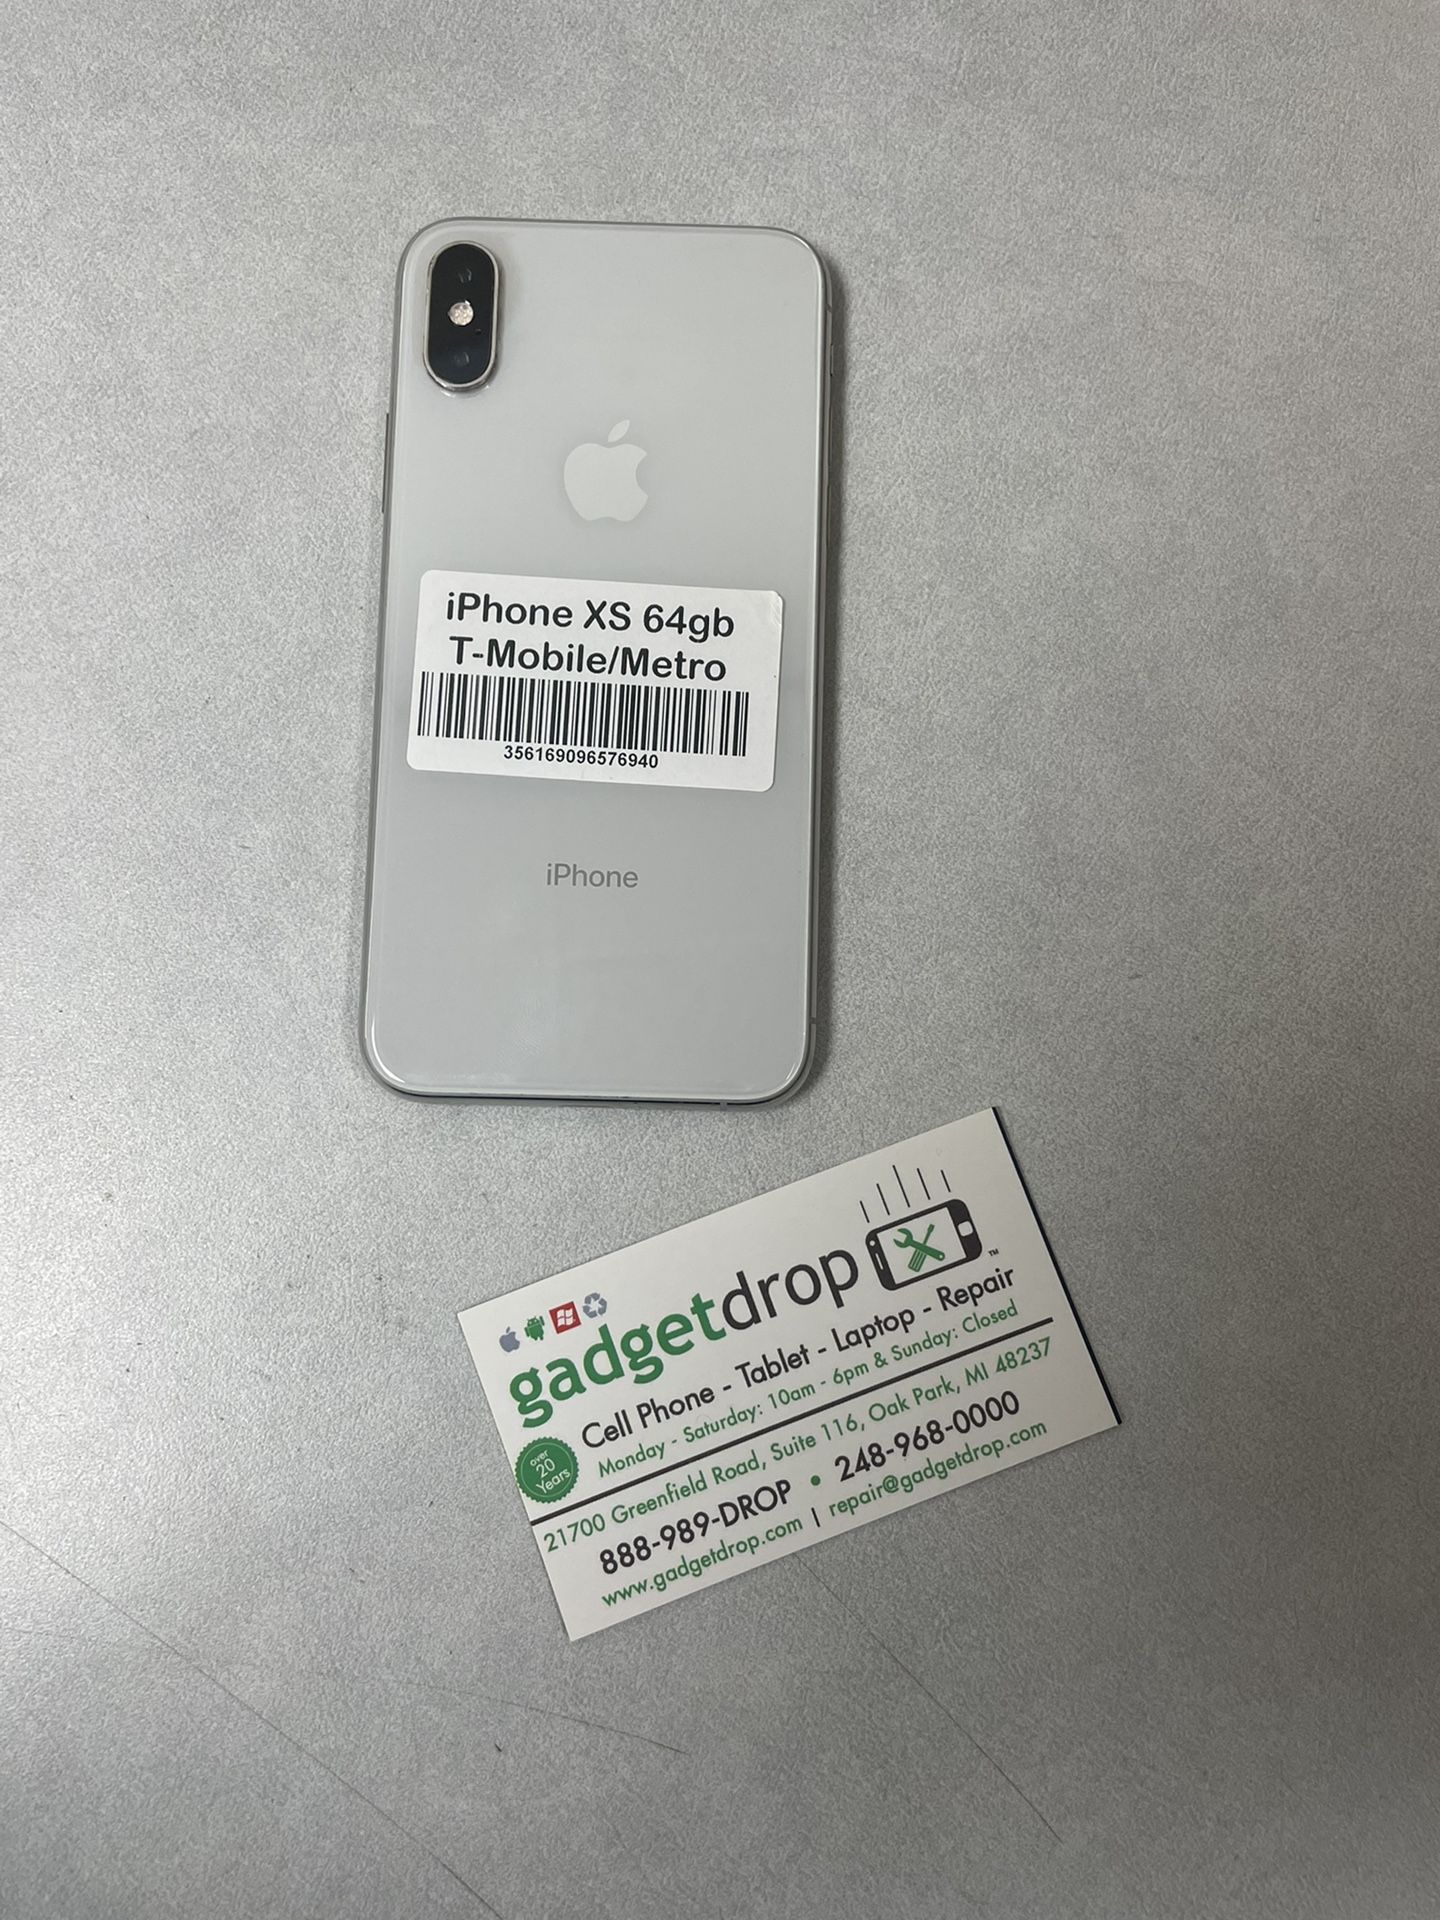 iPhone XS 64gb
T-Mobile/Metro
356169096576940
iPhone
gadgetdrop™
Cell Phone - Tablet - Laptop - Repair
Monday - Saturday: 10am - 6pm & Sunday: Closed
over
20
Years
21700 Greenfield Road, Suite 116, Oak Park, MI 48237
888-989-DROP • 248-968-0000
www.gadgetdrop.com | repair@gadgetdrop.com